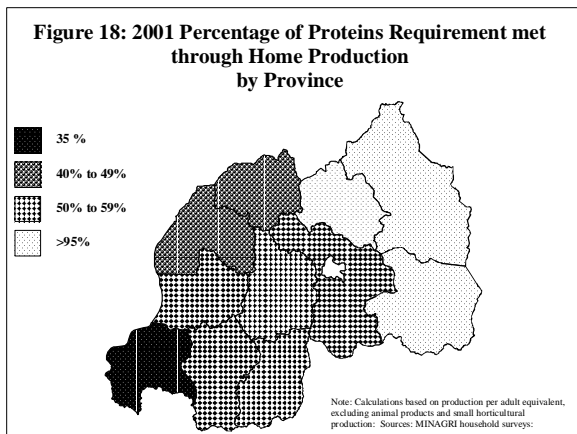 Figure 18: 2001 Percentage of Proteins Requirement met
through Home Production
by Province
35 %
40% to 49%
50% to 59%
>95%
Note: Calculations based on production per adult equivalent,
excluding animal products and small horticultural
production: Sources: MINAGRI household surveys: